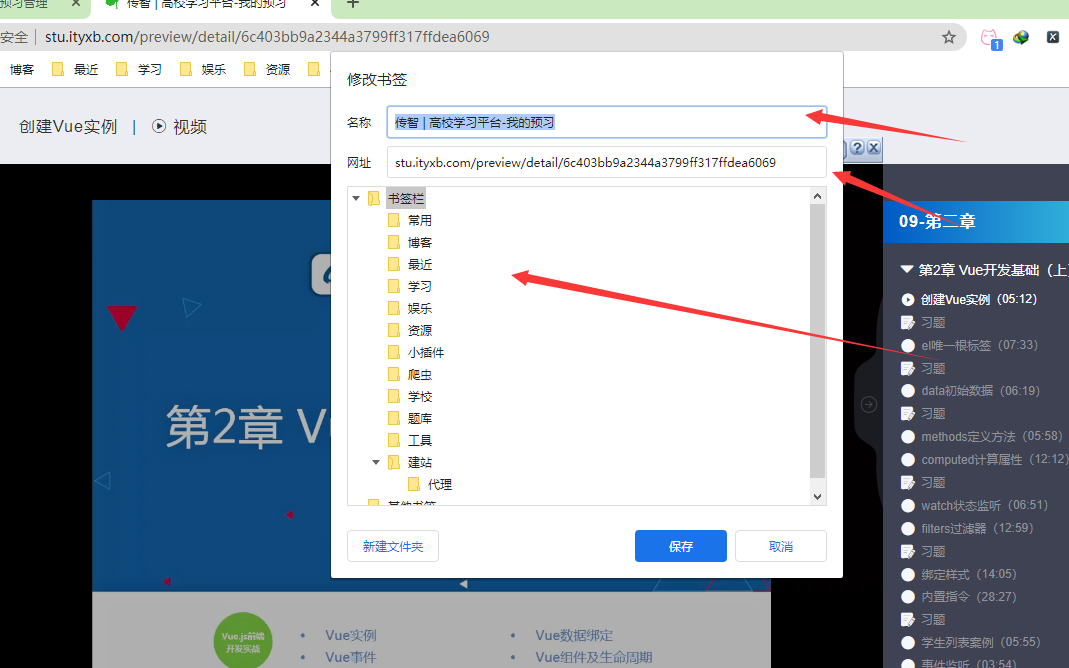 预习管理
传智 | 高校学习平台-我的预习
安全 stu.ityxb.com/preview/detail/6c403bb9a2344a3799ff317ffdea6069
1
博客 最近 学习 娱乐 资源
创建Vue实例 | 视频
修改书签
名称 传智 | 高校学习平台-我的预习
网址 stu.ityxb.com/preview/detail/6c403bb9a2344a3799ff317ffdea6069
书签栏
常用
博客
最近
学习
娱乐
资源
小插件
爬虫
学校
题库
工具
建站
代理
其他书签
新建文件夹 保存 取消
第2章 V
Vue.js前端
开发实战
• Vue实例
• Vue事件
• Vue数据绑定
• Vue组件及生命周期
09-第二章
第2章 Vue开发基础（上
创建Vue实例（05:12）
习题
el唯一根标签（07:33）
习题
data初始数据（06:19）
习题
methods定义方法（05:58）
computed计算属性（12:12）
习题
watch状态监听（06:51）
filters过滤器（12:59）
习题
绑定样式（14:05）
内置指令（28:27）
习题
学生列表案例（05:55）
事件监听（03:54）